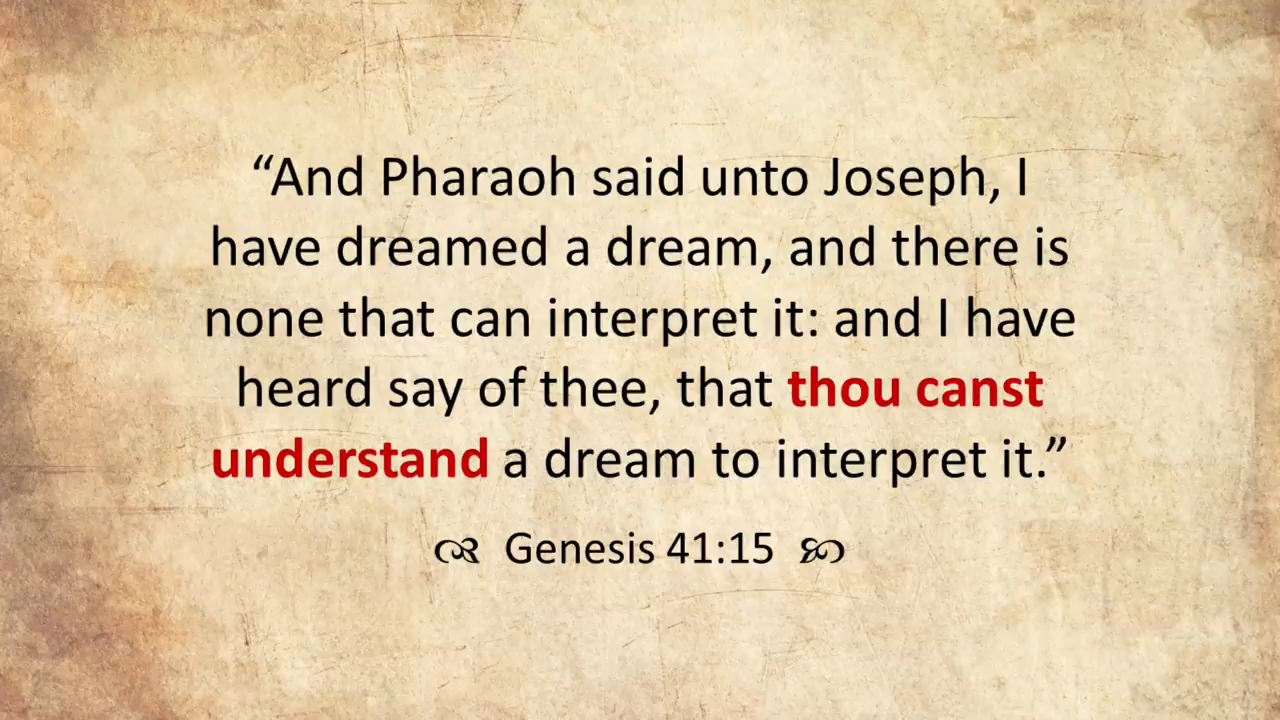 “And Pharaoh said unto Joseph, I
have dreamed a dream, and there is
none that can interpret it: and I have
heard say of thee, that thou canst
understand a dream to interpret it.”
Genesis 41:15